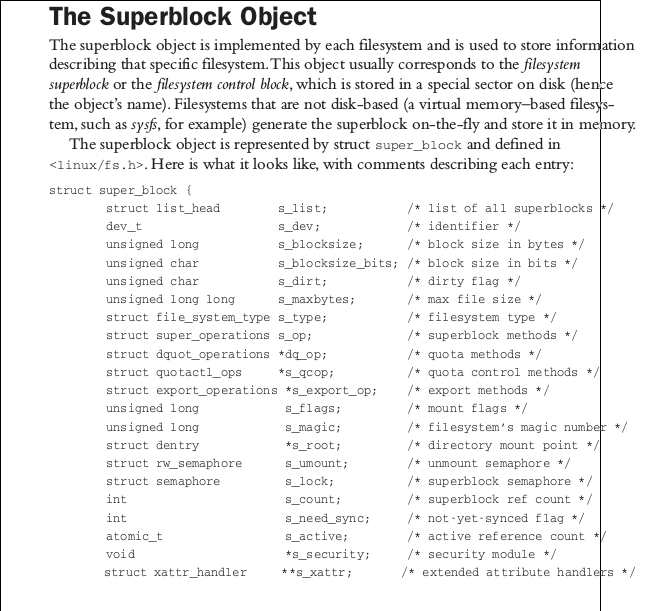 The Superblock Object
The superblock object is implemented by each filesystem and is used to store information
describing that specific filesystem. This object usually corresponds to the filesystem
superblock or the filesystem control block, which is stored in a special sector on disk (hence
the object's name). Filesystems that are not disk-based (a virtual memory–based filesys-
tem, such as sysfs, for example) generate the superblock on-the-fly and store it in memory.
The superblock object is represented by struct super_block and defined in
<linux/fs.h>. Here is what it looks like, with comments describing each entry:
struct super_block {
struct list_head s_list; /* list of all superblocks */
dev_t s_dev; /* identifier */
unsigned long s_blocksize; /* block size in bytes */
unsigned char s_blocksize_bits; /* block size in bits */
unsigned char s_dirt; /* dirty flag */
unsigned long long s_maxbytes; /* max file size */
struct file_system_type s_type; /* filesystem type */
struct super_operations s_op; /* superblock methods */
struct dquot_operations *dq_op; /* quota methods */
struct quotactl_ops *s_qcop; /* quota control methods */
struct export_operations *s_export_op; /* export methods */
unsigned long s_flags; /* mount flags */
unsigned long s_magic; /* filesystem's magic number */
struct dentry *s_root; /* directory mount point */
struct rw_semaphore s_umount; /* unmount semaphore */
struct semaphore s_lock; /* superblock semaphore */
int s_count; /* superblock ref count */
int s_need_sync; /* not-yet-synced flag */
atomic_t s_active; /* active reference count */
void *s_security; /* security module */
struct xattr_handler **s_xattr; /* extended attribute handlers */